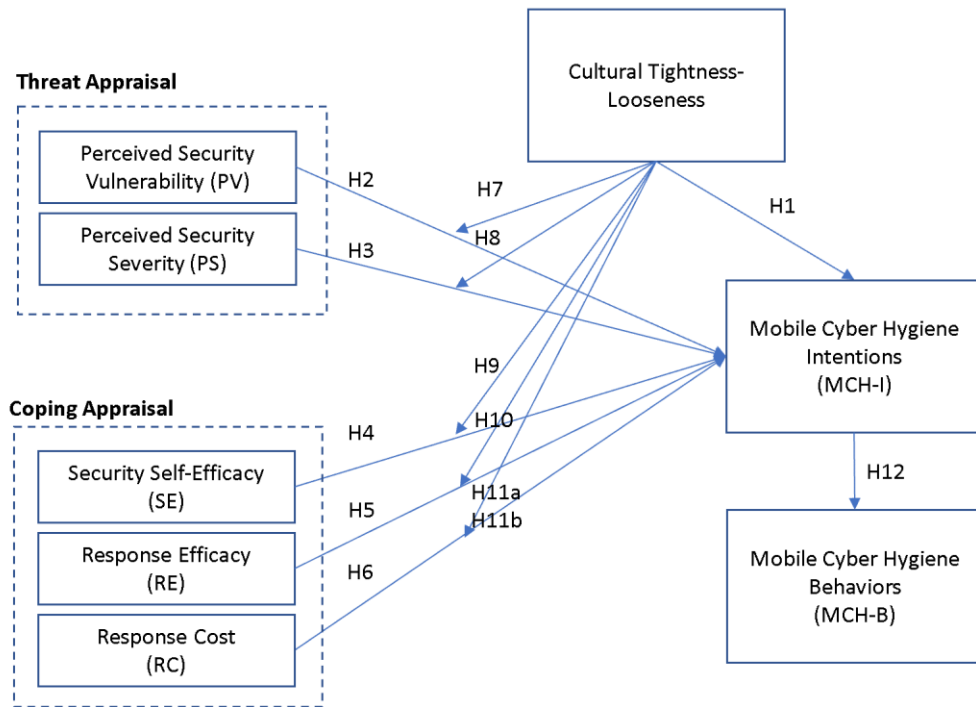 Cultural Tightness-
Looseness
Threat Appraisal
Perceived Security
Vulnerability (PV)
Perceived Security
Severity (PS)
H2
H3
H7
H8
H1
Mobile Cyber Hygiene
Intentions
(MCH-I)
H9
H10
H11a
H11b
Coping Appraisal
Security Self-Efficacy
(SE)
Response Efficacy
(RE)
Response Cost
(RC)
H4
H5
H6
H12
Mobile Cyber Hygiene
Behaviors
(MCH-B)